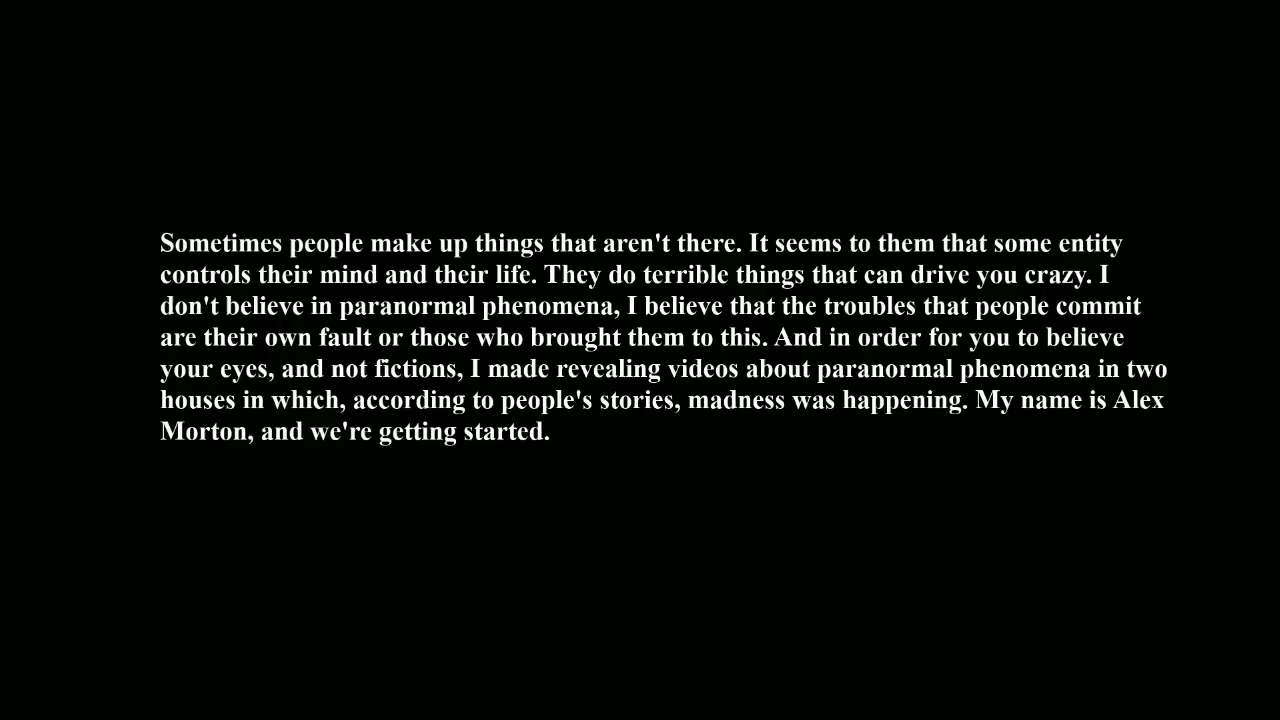 Sometimes people make up things that aren't there. It seems to them that some entity
controls their mind and their life. They do terrible things that can drive you crazy. I
don't believe in paranormal phenomena, I believe that the troubles that people commit
are their own fault or those who brought them to this. And in order for you to believe
your eyes, and not fictions, I made revealing videos about paranormal phenomena in two
houses in which, according to people's stories, madness was happening. My name is Alex
Morton, and we're getting started.